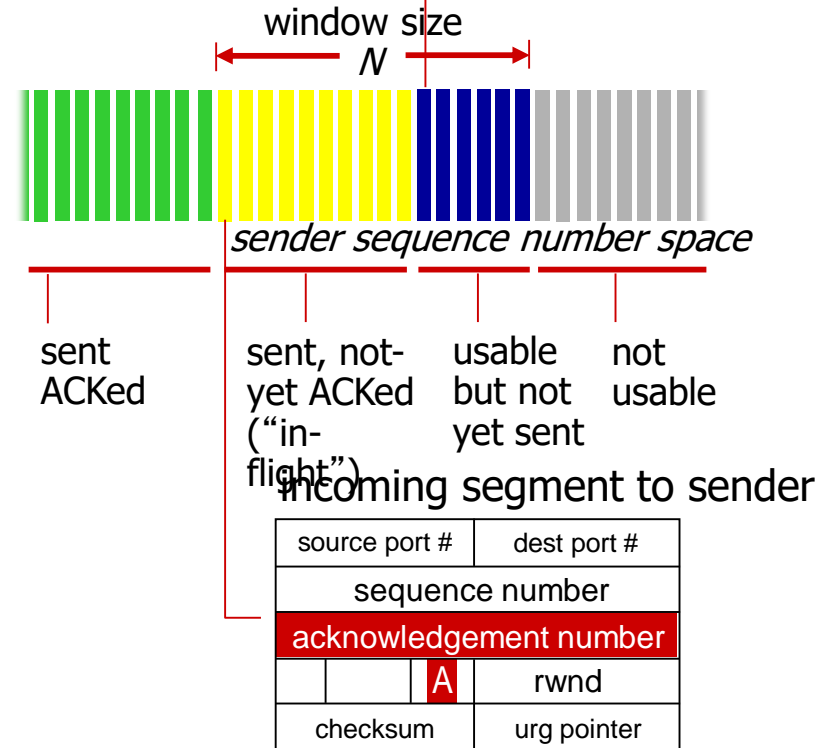 window size
N
sender sequence number space
sent
ACKed
sent, not-
yet ACKed
(“in-
flight”)
usable
but not
yet sent
not
usable
incoming segment to sender
source port #
dest port #
sequence number
acknowledgement number
A
rwnd
checksum
urg pointer